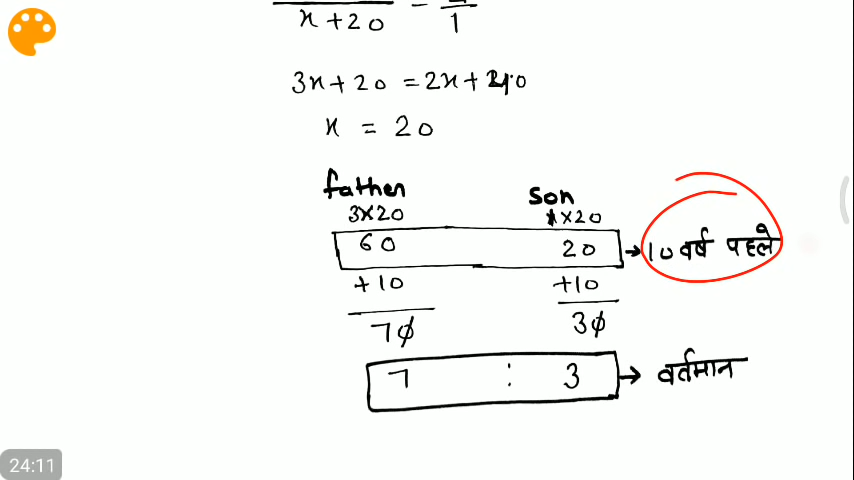 x+20 = 1
3x+20 = 2x+40
x = 20
father son
3×20 1×20
60 20 → 10 वर्ष पहले
+10 +10
70 30
7 : 3 → वर्तमान
24:11